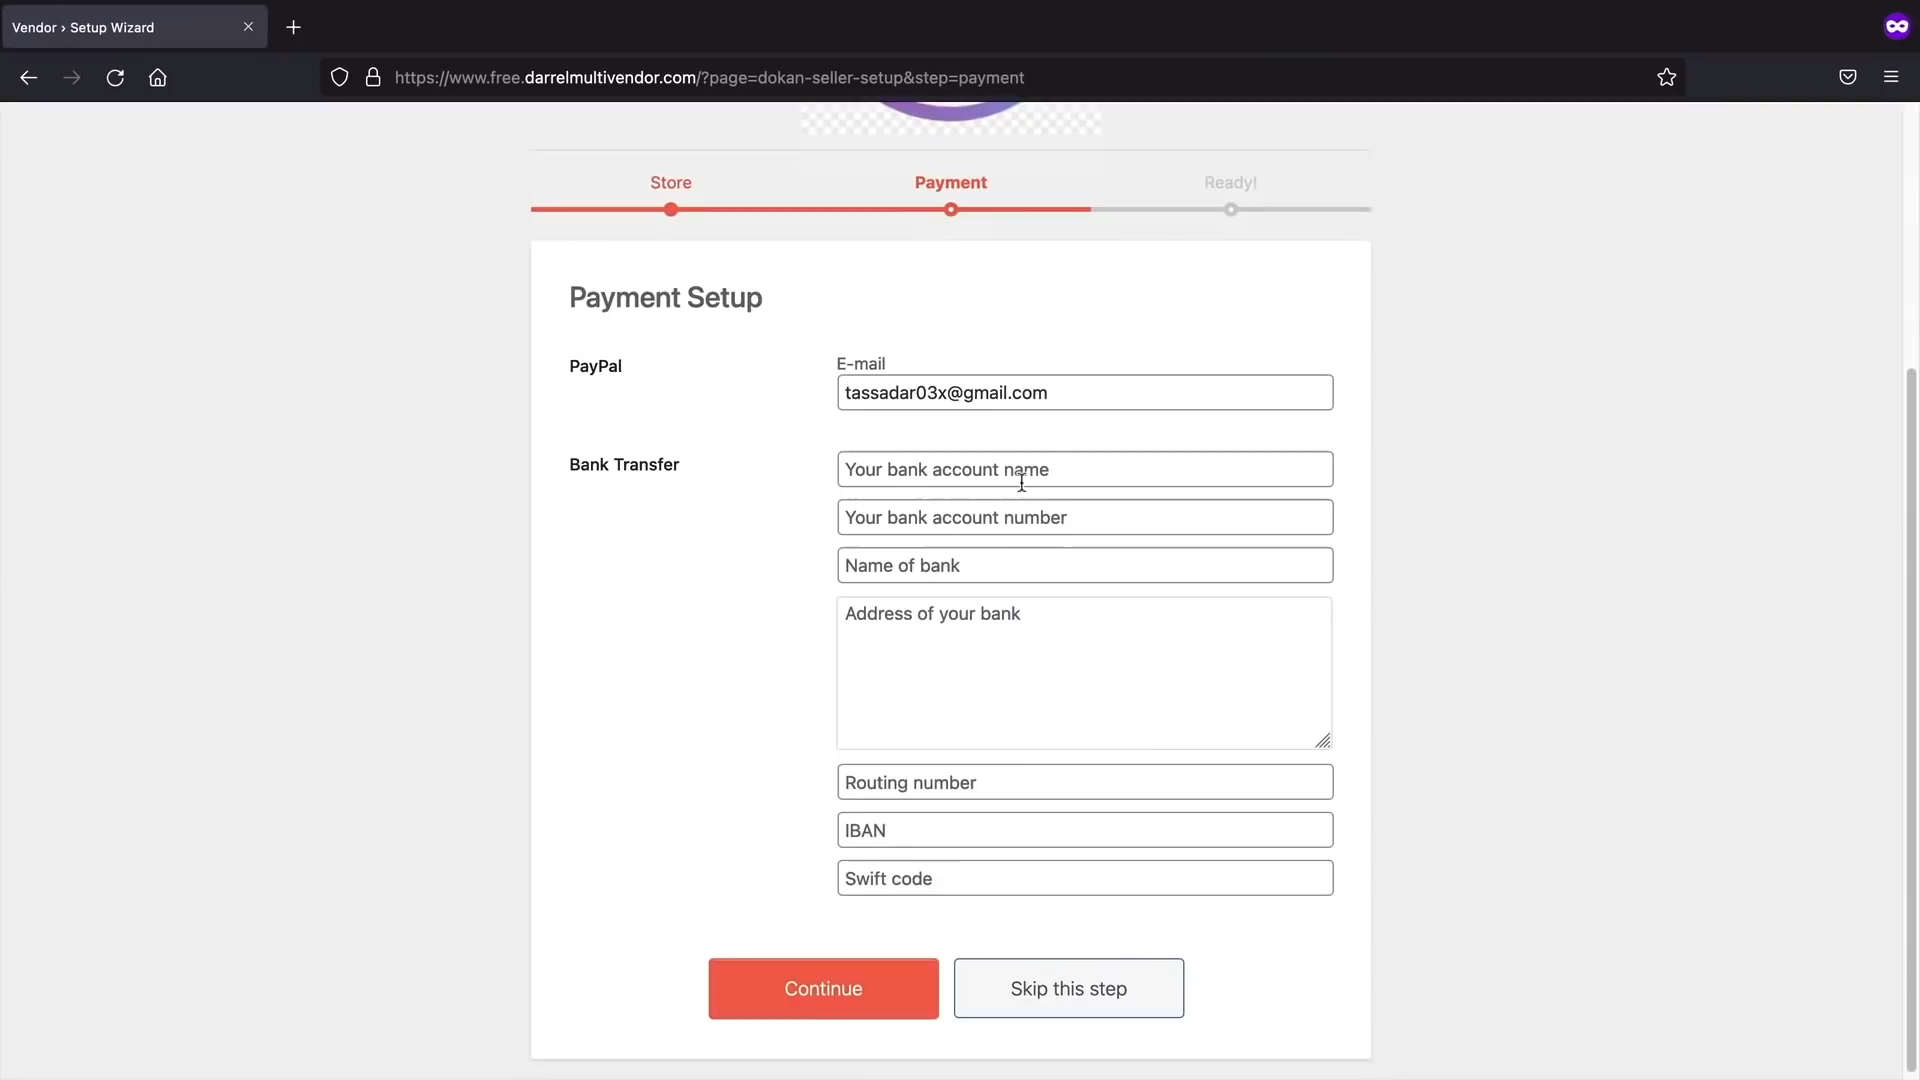 Vendor › Setup Wizard
https://www.free.darrelmultivendor.com/?page=dokan-seller-setup&step=payment
Store
Payment
Ready!
Payment Setup
PayPal
E-mail
tassadar03x@gmail.com
Bank Transfer
Your bank account name
Your bank account number
Name of bank
Address of your bank
Routing number
IBAN
Swift code
Continue
Skip this step